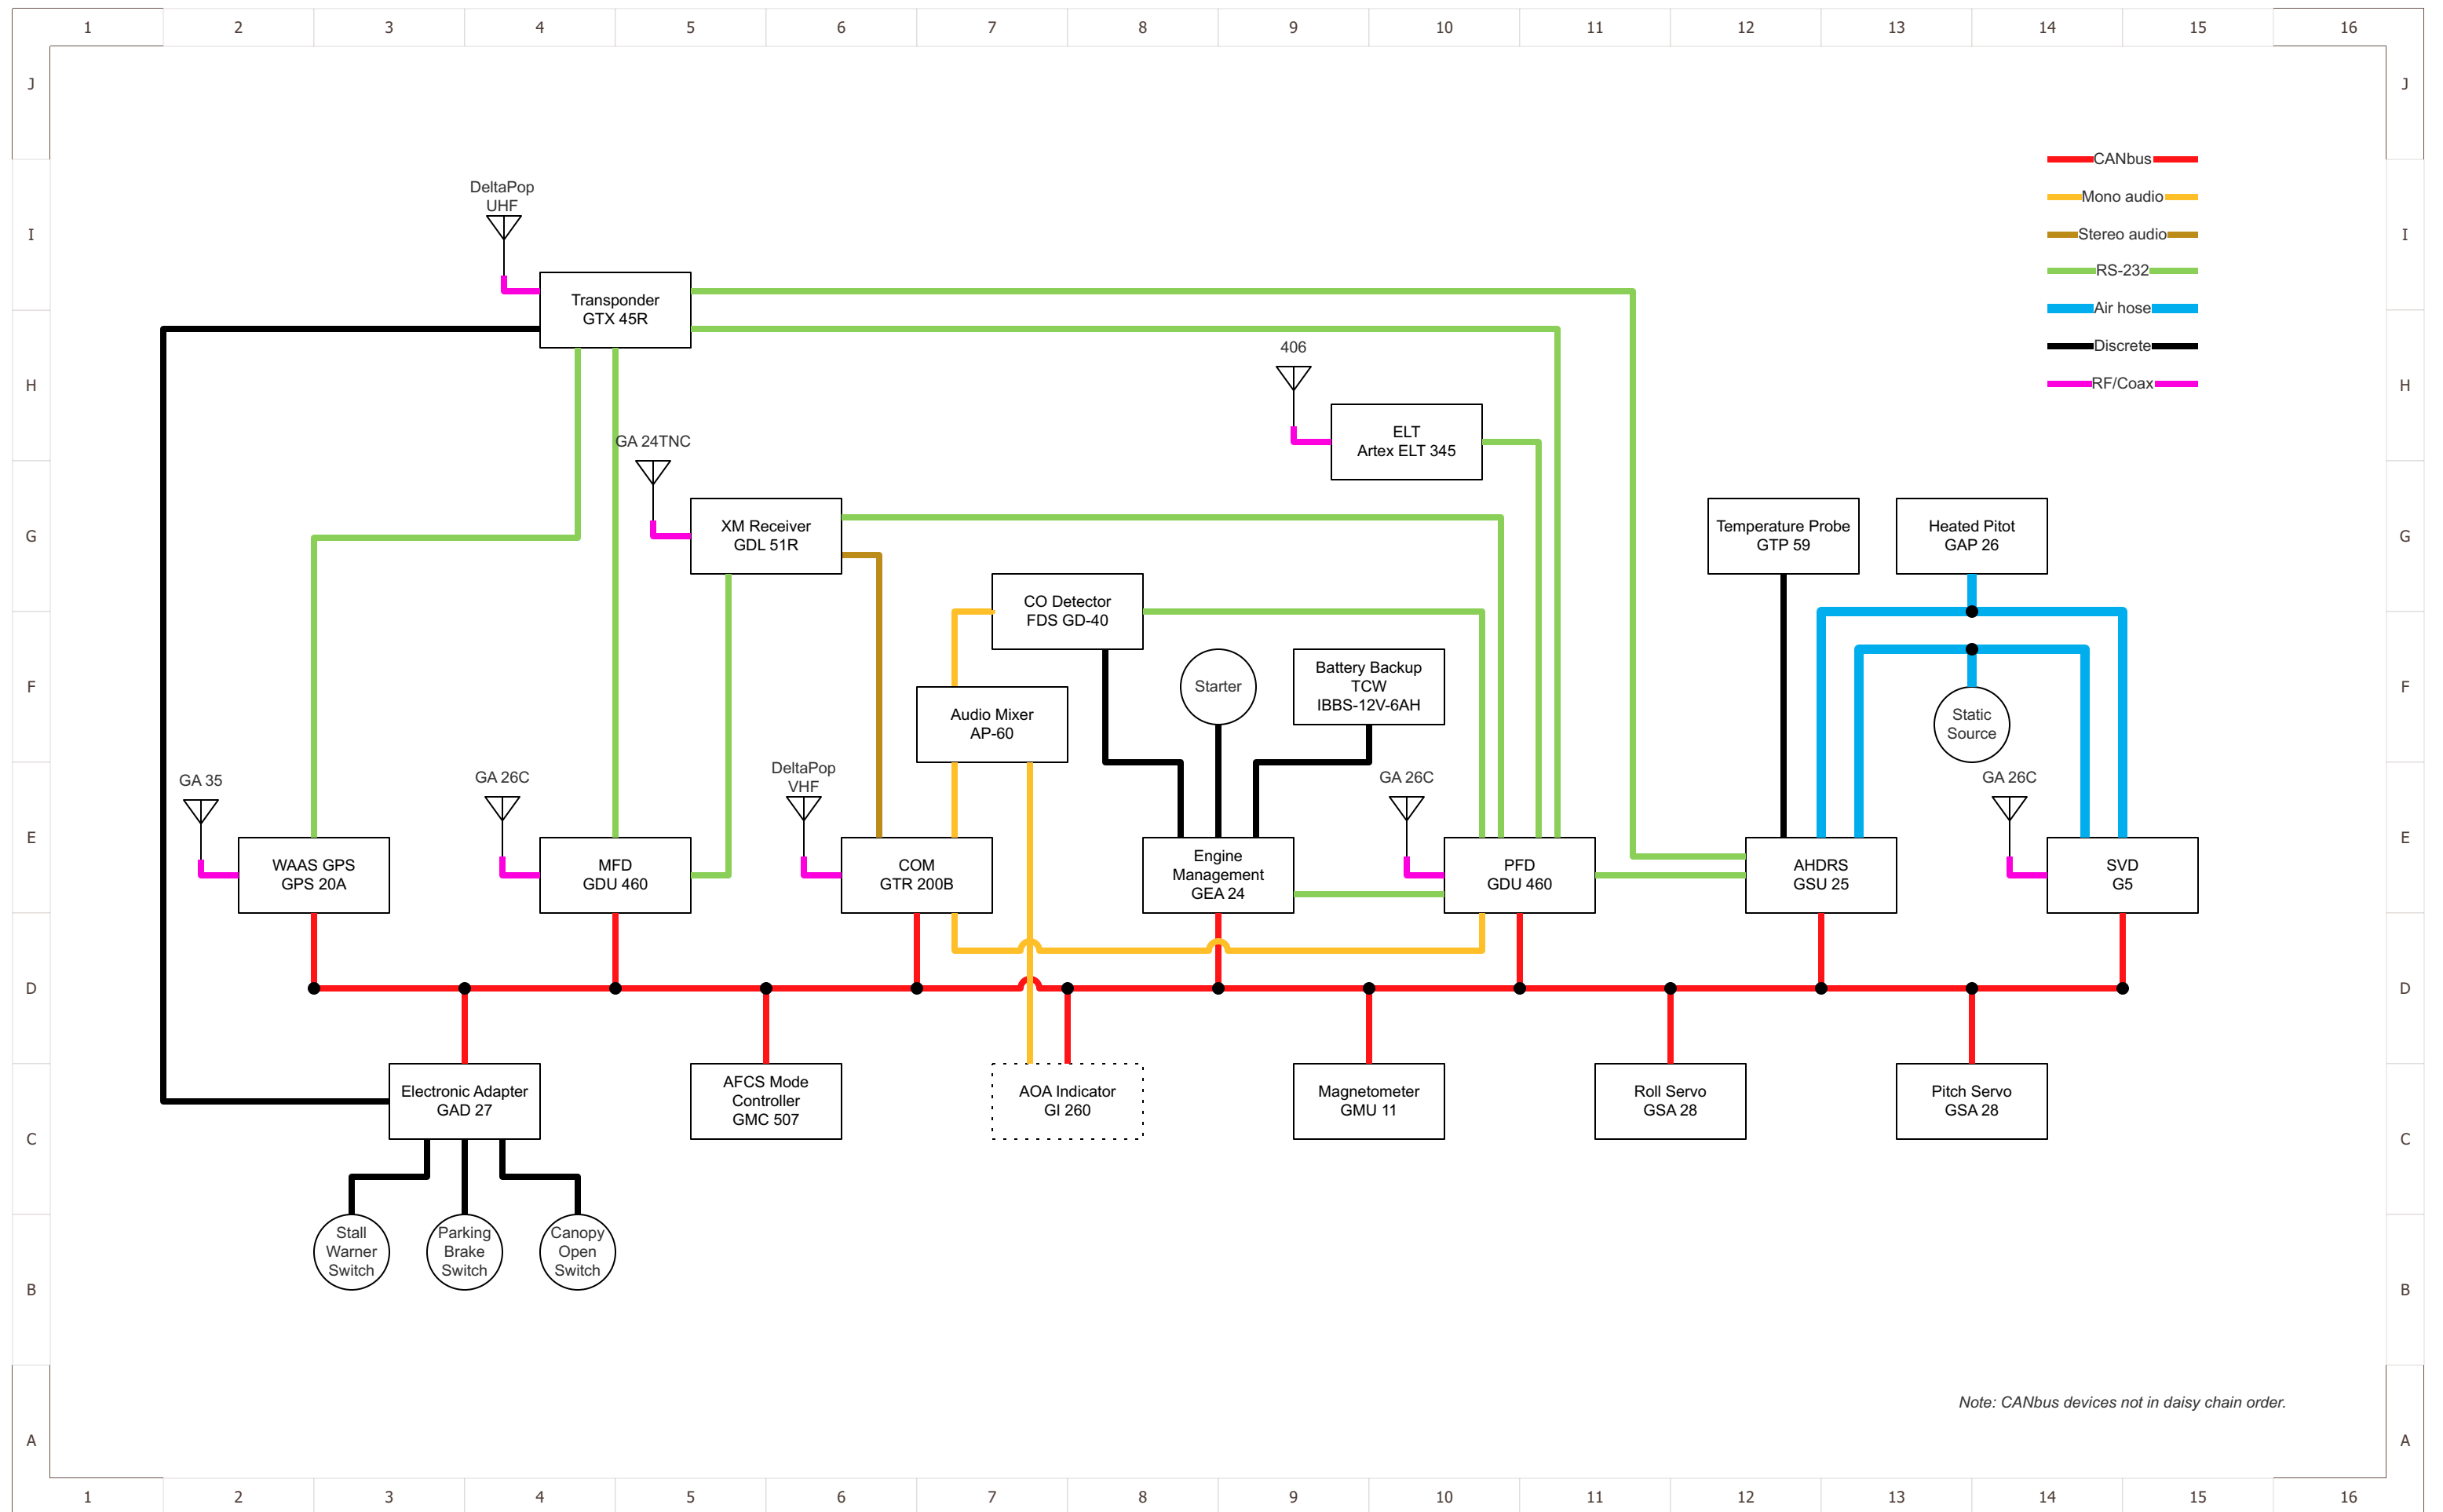 1 2 3 4 5 6 7 8 9 10 11 12 13 14 15 16
J J
CANbus
DeltaPop
UHF
Mono audio
I I
Stereo audio
RS-232
Transponder
GTX 45R
Air hose
406
Discrete
H H
RF/Coax
GA 24TNC
ELT
Artex ELT 345
G G
XM Receiver
GDL 51R
Temperature Probe
GTP 59
Heated Pitot
GAP 26
CO Detector
FDS GD-40
F F
Starter
Battery Backup
TCW
IBBS-12V-6AH
Audio Mixer
AP-60
Static
Source
GA 35
GA 26C
DeltaPop
VHF
GA 26C
GA 26C
E E
WAAS GPS
GPS 20A
MFD
GDU 460
COM
GTR 200B
Engine
Management
GEA 24
PFD
GDU 460
AHDRS
GSU 25
SVD
G5
D D
Electronic Adapter
GAD 27
AFCS Mode
Controller
GMC 507
AOA Indicator
GI 260
Magnetometer
GMU 11
Roll Servo
GSA 28
Pitch Servo
GSA 28
C C
Stall
Warner
Switch
Parking
Brake
Switch
Canopy
Open
Switch
B B
Note: CANbus devices not in daisy chain order.
A A
1 2 3 4 5 6 7 8 9 10 11 12 13 14 15 16